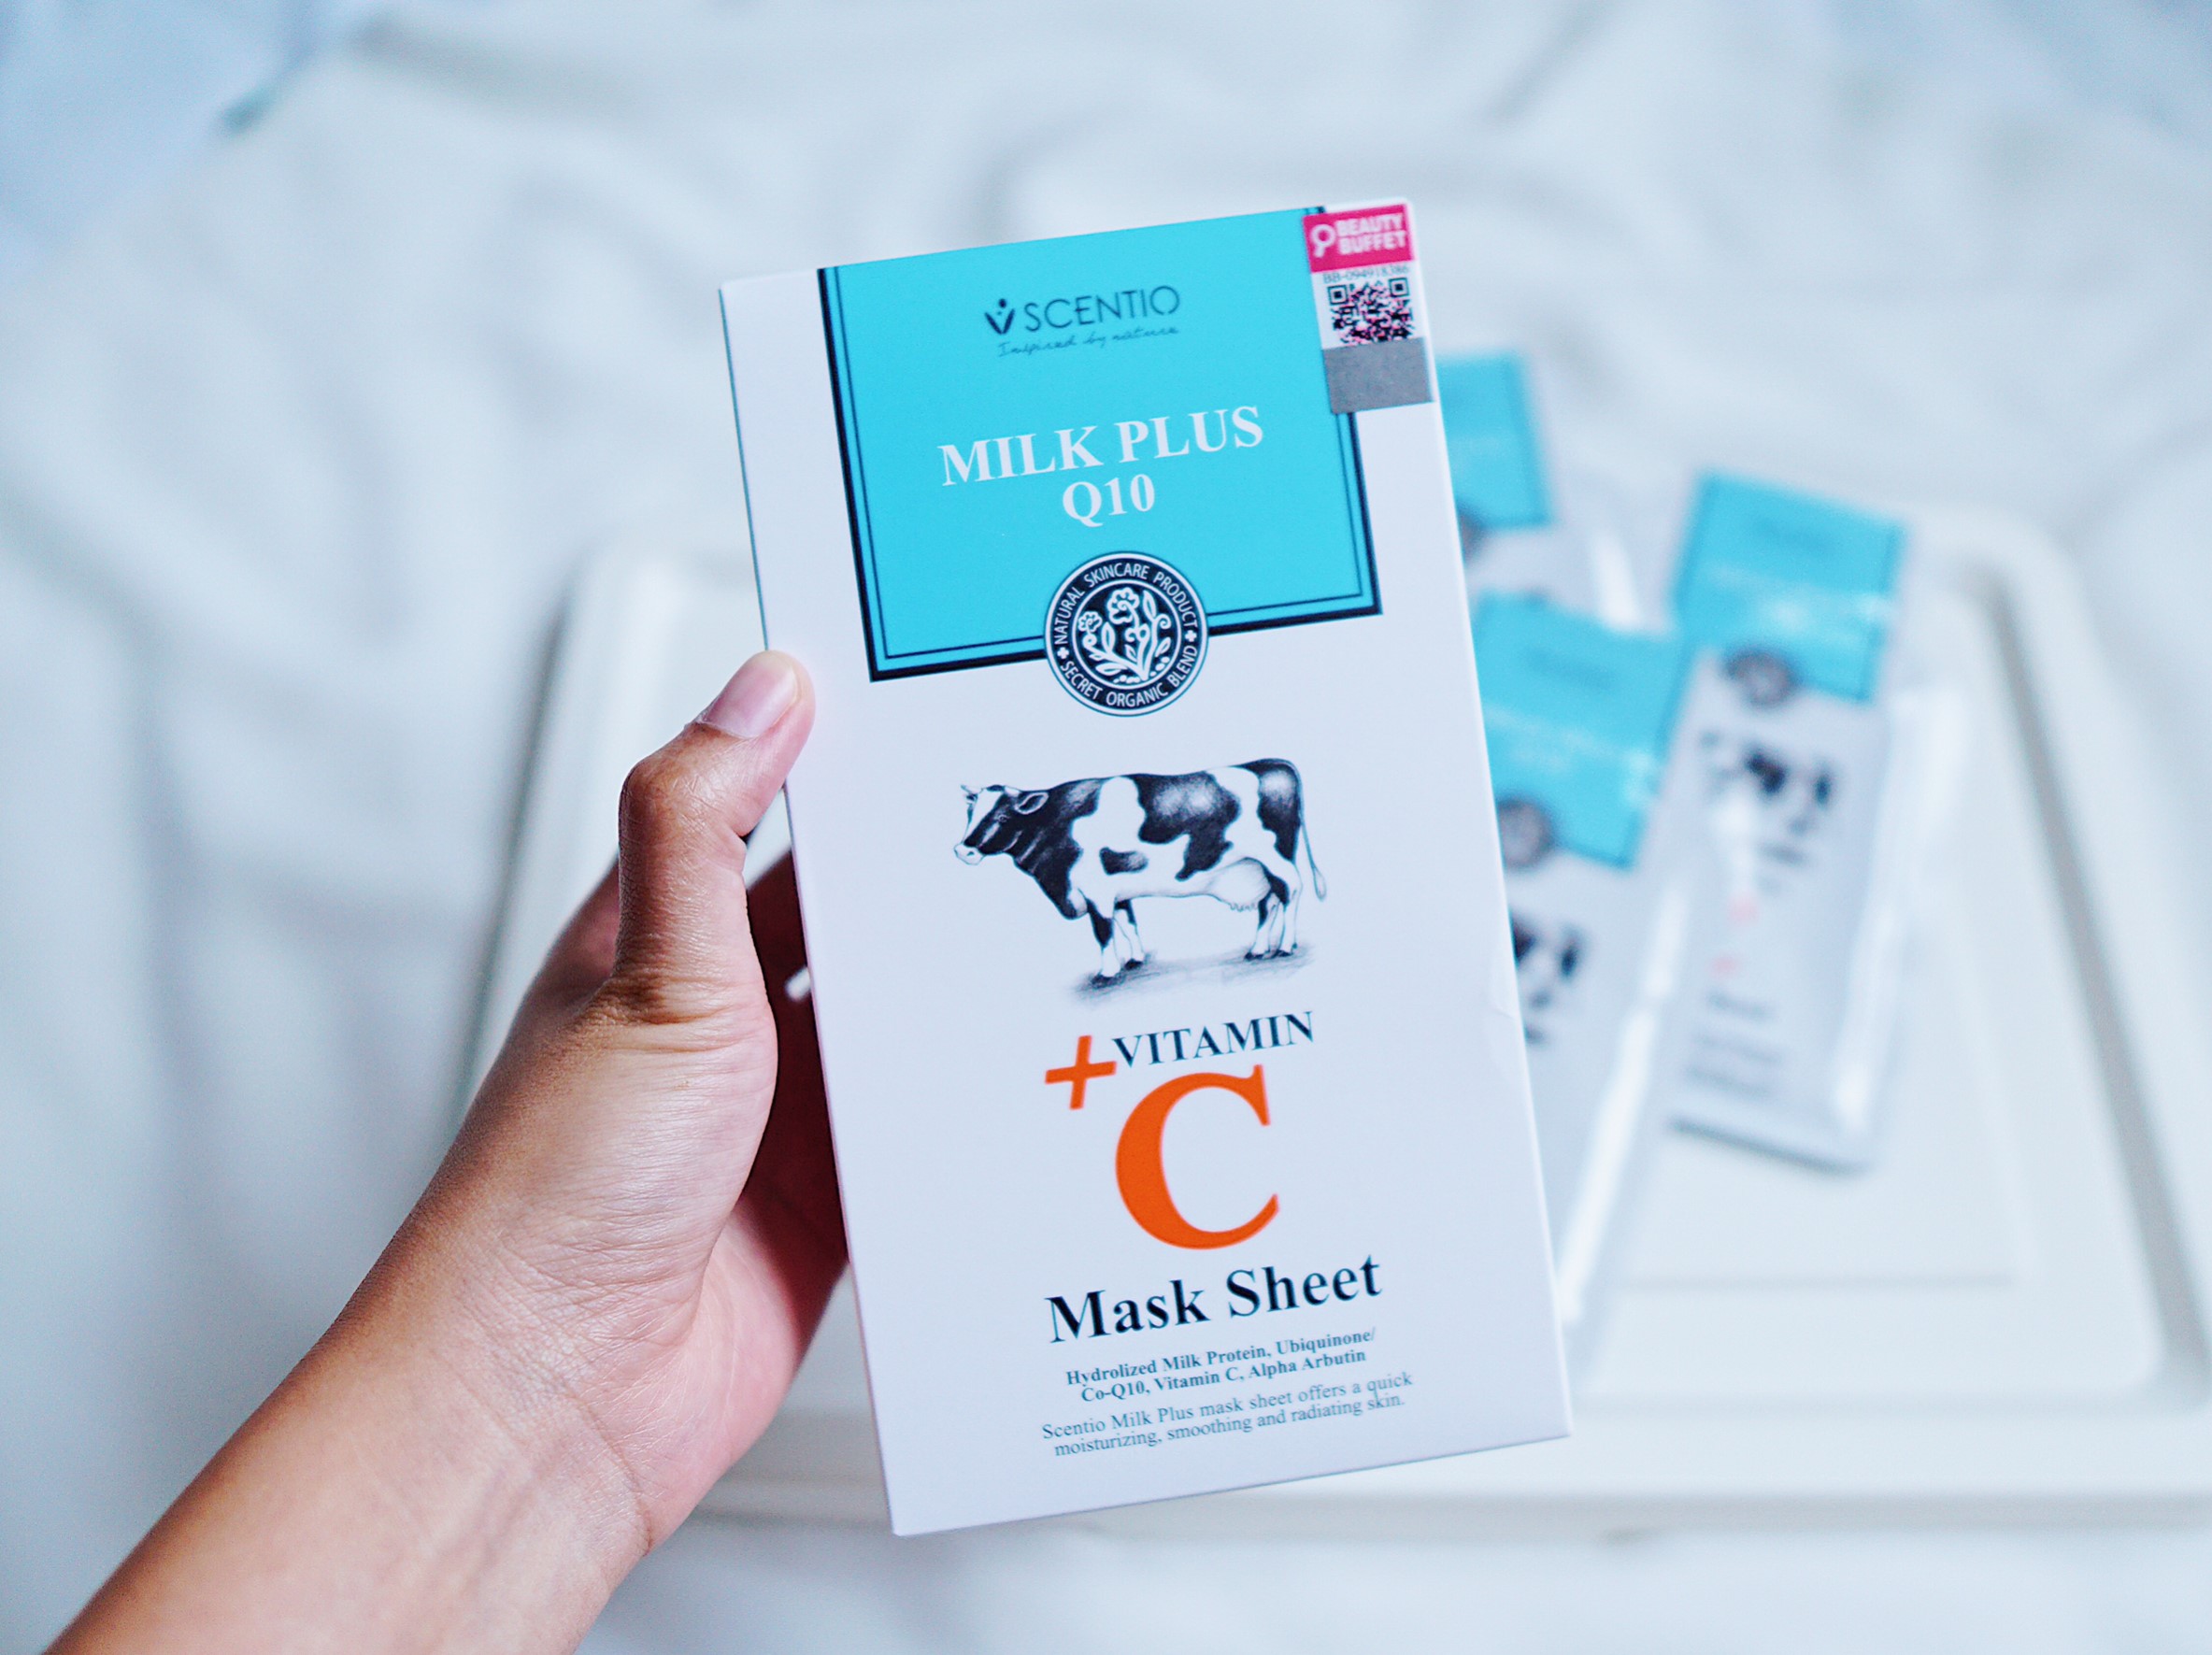 BEAUTY
BUFFET
BB-094918386
SCENTIO
Inspired by nature
MILK PLUS
Q10
NATURAL SKINCARE PRODUCT
SECRET ORGANIC BLEND
+VITAMIN
C
Mask Sheet
Hydrolized Milk Protein, Ubiquinone/
Co-Q10, Vitamin C, Alpha Arbutin
Scentio Milk Plus mask sheet offers a quick
moisturizing, smoothing and radiating skin.